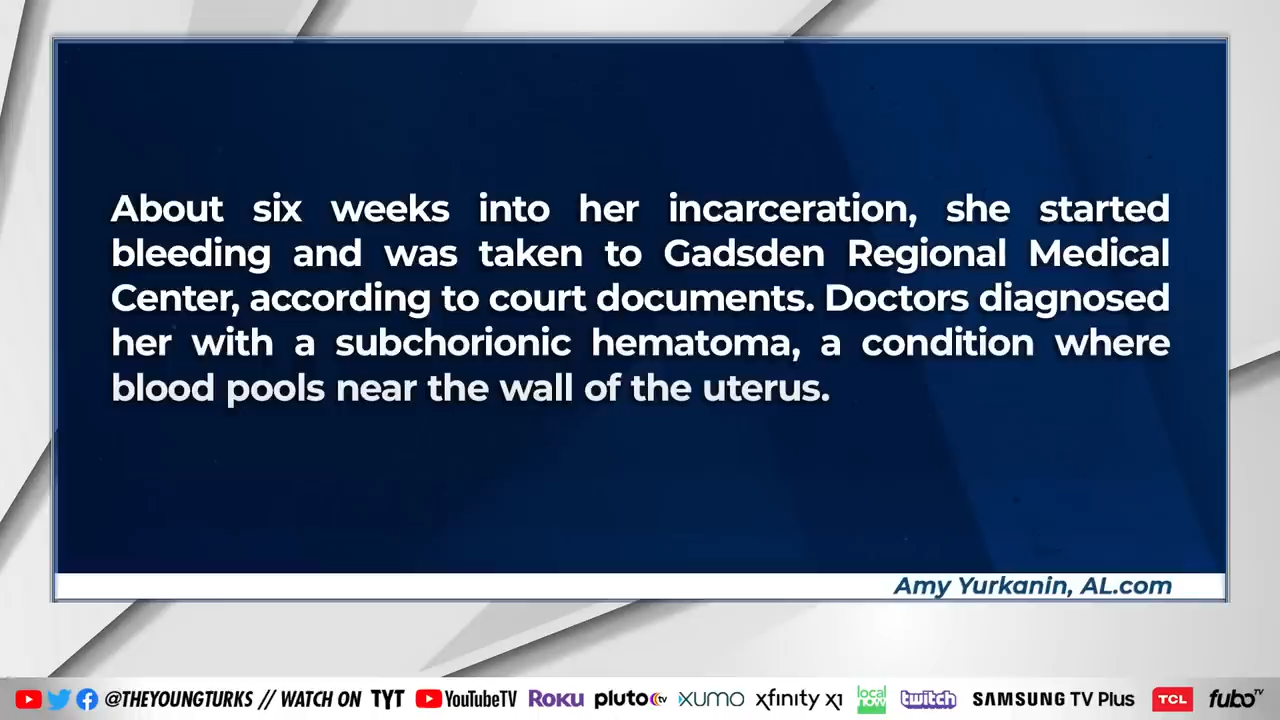 About six weeks into her incarceration, she started
bleeding and was taken to Gadsden Regional Medical
Center, according to court documents. Doctors diagnosed
her with a subchorionic hematoma, a condition where
blood pools near the wall of the uterus.
Amy Yurkanin, AL.com
@THEYOUNGTURKS // WATCH ON TYT YouTubeTV ROKU pluto tv XUMO xfinity X1 local now twitch SAMSUNG TV Plus TCL fubo TV